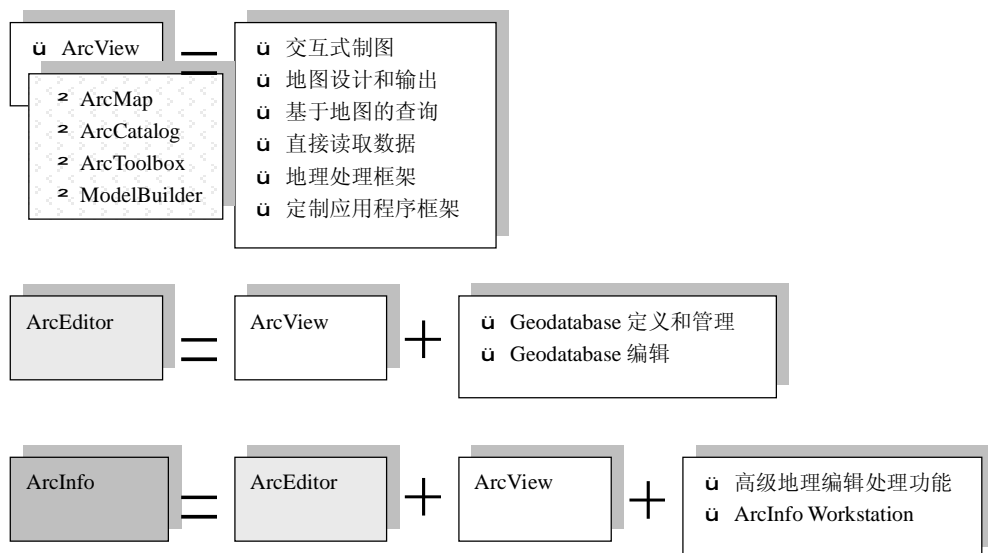 ü ArcView
² ArcMap
² ArcCatalog
² ArcToolbox
² ModelBuilder
ü 交互式制图
ü 地图设计和输出
ü 基于地图的查询
ü 直接读取数据
ü 地理处理框架
ü 定制应用程序框架
ArcEditor
ArcView
ü Geodatabase 定义和管理
ü Geodatabase 编辑
ArcInfo
ArcEditor
ArcView
ü 高级地理编辑处理功能
ü ArcInfo Workstation